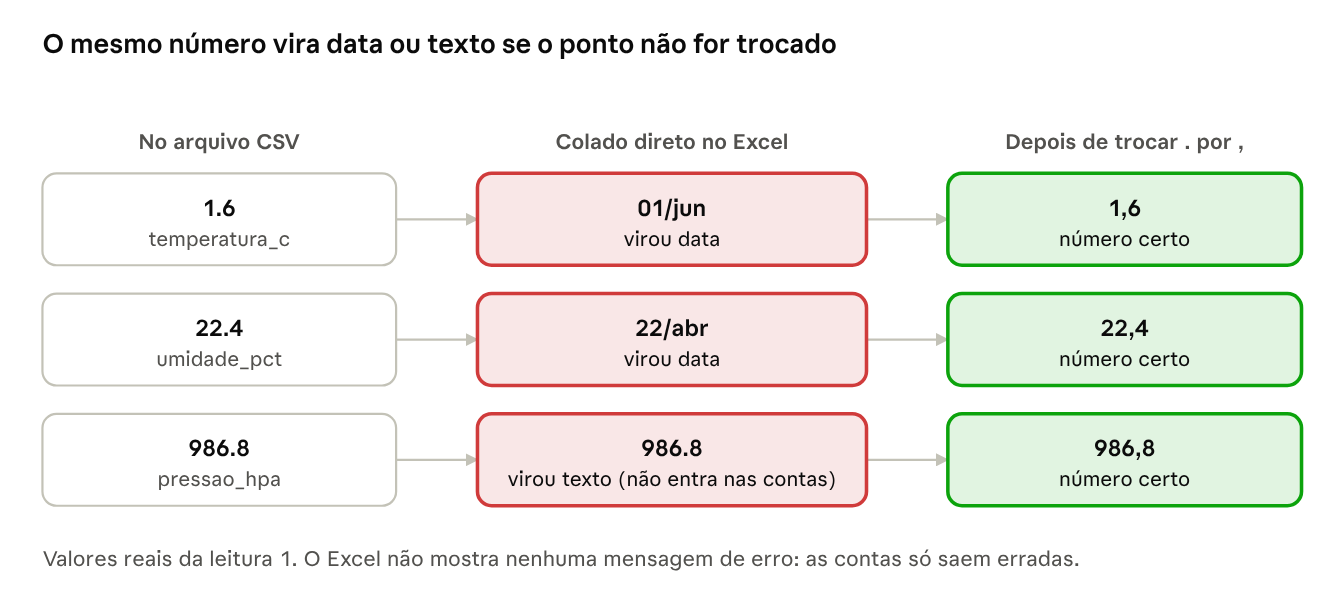 O mesmo número vira data ou texto se o ponto não for trocado
No arquivo CSV
Colado direto no Excel
Depois de trocar . por ,
1.6
temperatura_c
01/jun
virou data
1,6
número certo
22.4
umidade_pct
22/abr
virou data
22,4
número certo
986.8
pressao_hpa
986.8
virou texto (não entra nas contas)
986,8
número certo
Valores reais da leitura 1. O Excel não mostra nenhuma mensagem de erro: as contas só saem erradas.